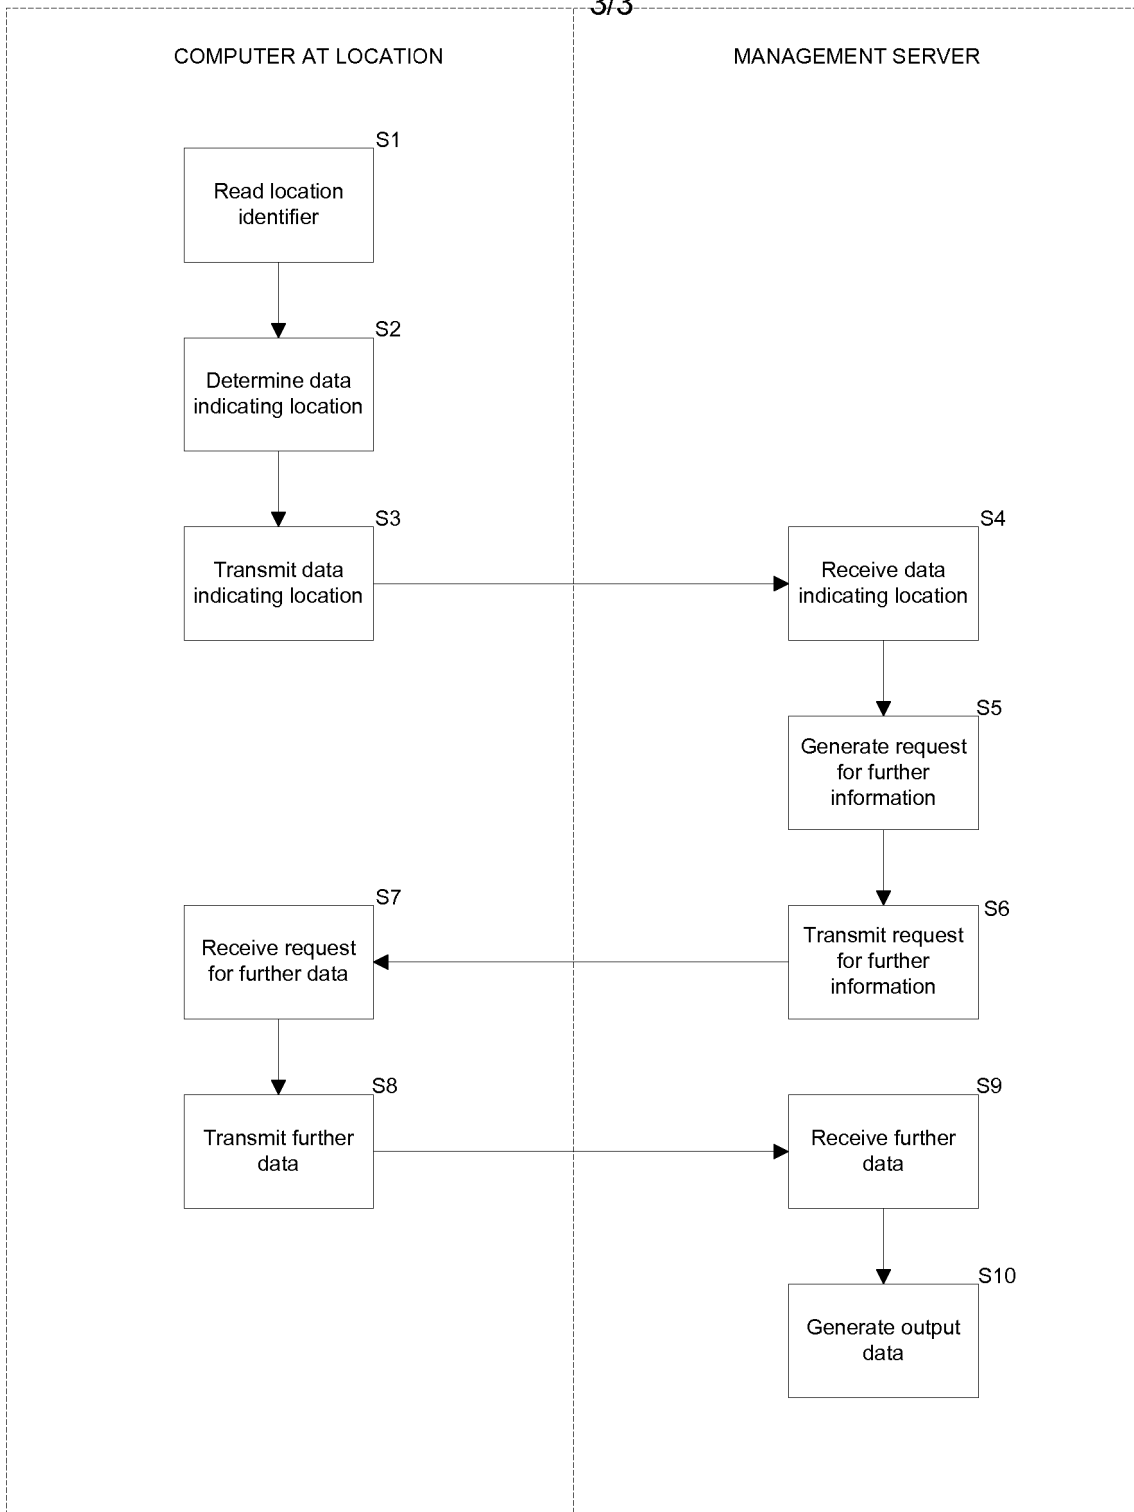 3/3
COMPUTER AT LOCATION
MANAGEMENT SERVER
S1
Read location
identifier
S2
Determine data
indicating location
S3
Transmit data
indicating location
S4
Receive data
indicating location
S5
Generate request
for further
information
S6
Transmit request
for further
information
S7
Receive request
for further data
S8
Transmit further
data
S9
Receive further
data
S10
Generate output
data